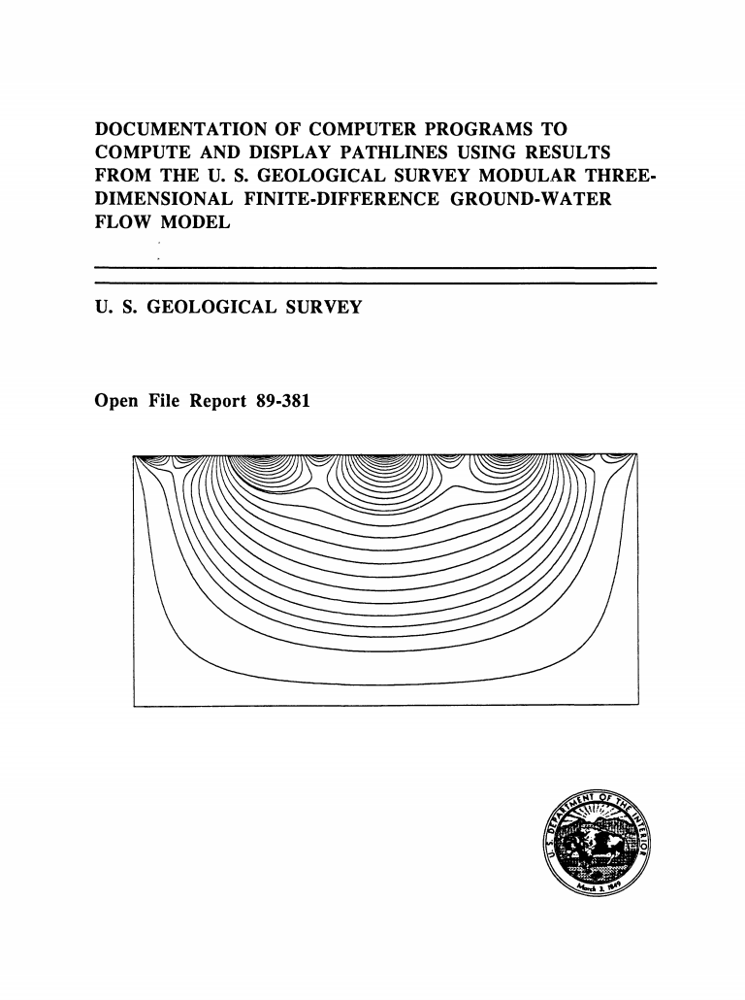 DOCUMENTATION OF COMPUTER PROGRAMS TO
COMPUTE AND DISPLAY PATHLINES USING RESULTS
FROM THE U. S. GEOLOGICAL SURVEY MODULAR THREE-
DIMENSIONAL FINITE-DIFFERENCE GROUND-WATER
FLOW MODEL
U. S. GEOLOGICAL SURVEY
Open File Report 89-381
U. S. DEPARTMENT OF THE INTERIOR
March 3, 1849